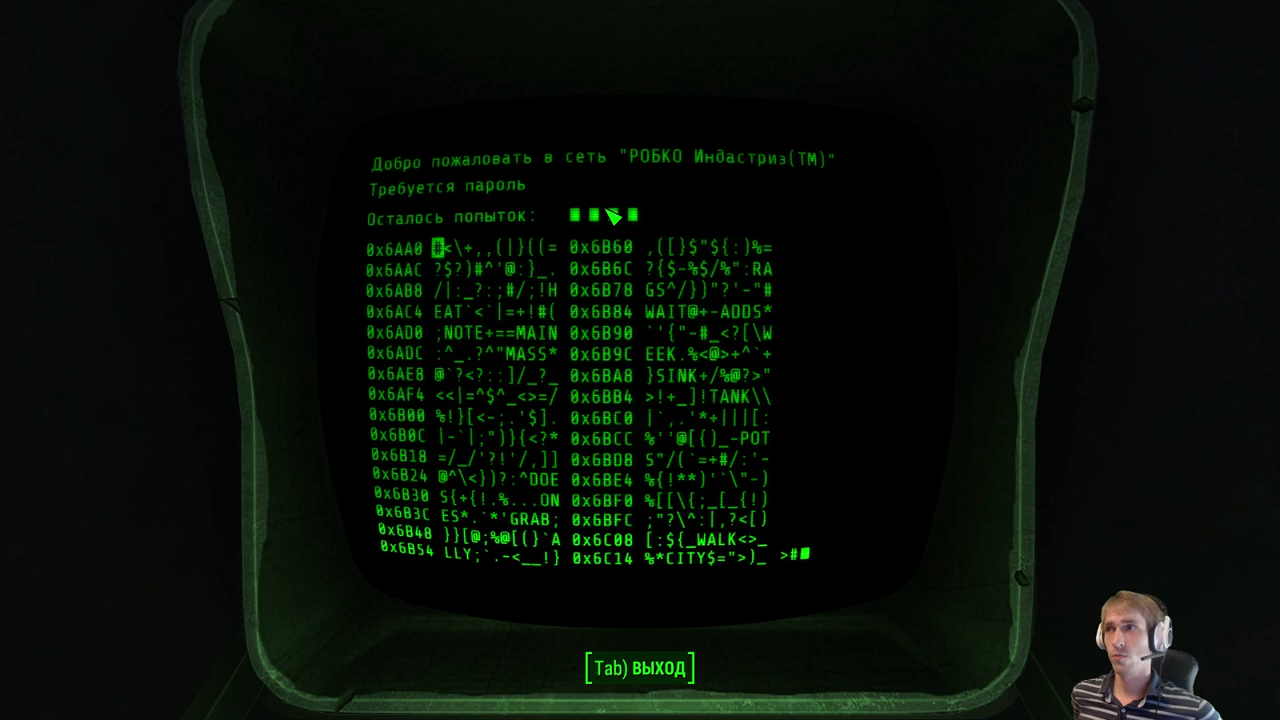 Добро пожаловать в сеть "РОБКО Индастриз(ТМ)"
Требуется пароль
Осталось попыток:
0x6AA0 #<\+,,(|}((= 0x6B60 ,([}$"${:)%=
0x6AAC ?$?)#^'@:}_. 0x6B6C ?{$-%$/%":RA
0x6AB8 /|:_?:;#/;!H 0x6B78 GS^/})"?'-"#
0x6AC4 EAT`<`|=+!#( 0x6B84 WAIT@+-ADDS*
0x6AD0 ;NOTE+==MAIN 0x6B90 `'{"-#_<?[\W
0x6ADC :^_.?^"MASS* 0x6B9C EEK.%<@>+^`+
0x6AE8 @`?<?::]/_?_ 0x6BA8 }SINK+/%@?>"
0x6AF4 <<|=^$^_<>=/ 0x6BB4 >!+_]!TANK\\
0x6B00 %!}[<-;.'$]. 0x6BC0 |`,.'*+|||[:
0x6B0C |-`|;")}{<?* 0x6BCC %''@[{)_-POT
0x6B18 =/_/'?!'/,]] 0x6BD8 S"/(`=+#/:'-
0x6B24 @^\<})?:^DOE 0x6BE4 %{!**)'`\"-)
0x6B30 S{+{!.%...ON 0x6BF0 %[[\{;_[_{!)
0x6B3C ES*.`*'GRAB; 0x6BFC ;"?\^:|,?<[)
0x6B48 }}[@;%@[(}`A 0x6C08 [:${_WALK<>_
0x6B54 LLY;`.-<__!} 0x6C14 %*CITY$=">)_ >#
[Tab) ВЫХОД]